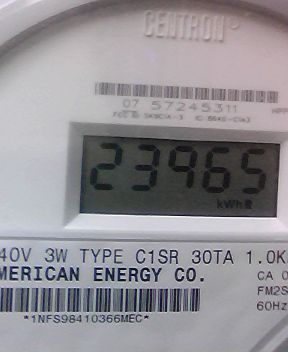 CENTRON®
07 57245311
23965
kWh
40V 3W TYPE C1SR 30TA 1.0K
MERICAN ENERGY CO.
CA 0
FM2S
60Hz
*1NFS98410366MEC*